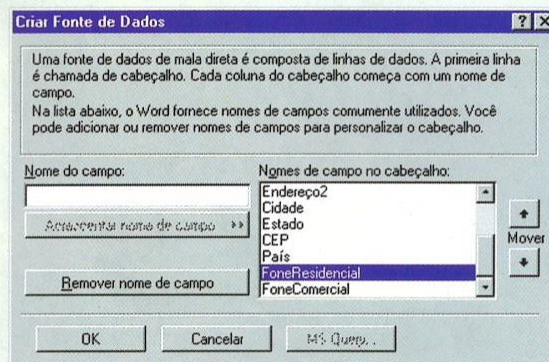 Criar Fonte de Dados
Uma fonte de dados de mala direta é composta de linhas de dados. A primeira linha
é chamada de cabeçalho. Cada coluna do cabeçalho começa com um nome de
campo.
Na lista abaixo, o Word fornece nomes de campos comumente utilizados. Você
pode adicionar ou remover nomes de campos para personalizar o cabeçalho.
Nome do campo:
Nomes de campo no cabeçalho:
Endereço2
Cidade
Estado
CEP
País
FoneResidencial
FoneComercial
Acrescentar nome de campo >>
Remover nome de campo
Mover
OK
Cancelar
MS Query...